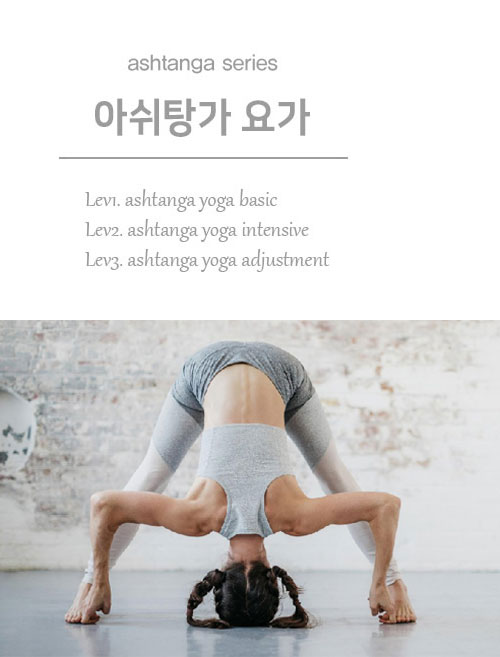 ashtanga series
아쉬탕가 요가
Lev1. ashtanga yoga basic
Lev2. ashtanga yoga intensive
Lev3. ashtanga yoga adjustment